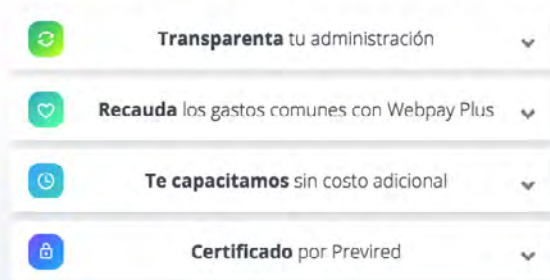 Transparenta tu administración
Recauda los gastos comunes con Webpay Plus
Te capacitamos sin costo adicional
Certificado por Previred